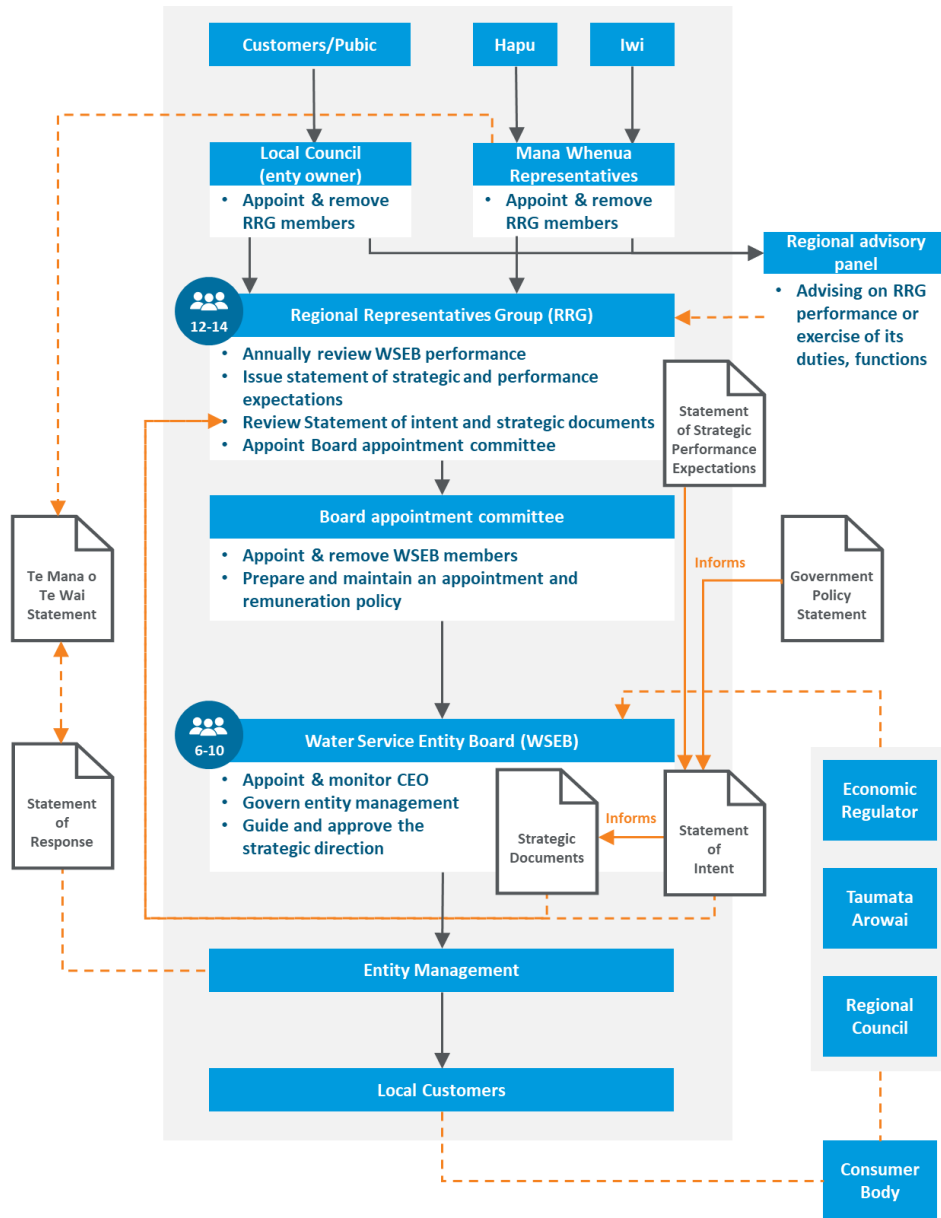 Customers/Pubic
Hapu
Iwi
Local Council
(enty owner)
• Appoint & remove
RRG members
Mana Whenua
Representatives
• Appoint & remove
RRG members
Regional advisory
panel
• Advising on RRG
performance or
exercise of its
duties, functions
12-14
Regional Representatives Group (RRG)
• Annually review WSEB performance
• Issue statement of strategic and performance
expectations
• Review Statement of intent and strategic documents
• Appoint Board appointment committee
Statement
of Strategic
Performance
Expectations
Board appointment committee
• Appoint & remove WSEB members
• Prepare and maintain an appointment and
remuneration policy
Te Mana o
Te Wai
Statement
Informs
Government
Policy
Statement
6-10
Water Service Entity Board (WSEB)
• Appoint & monitor CEO
• Govern entity management
• Guide and approve the
strategic direction
Statement
of
Response
Strategic
Documents
Informs
Statement
of
Intent
Economic
Regulator
Taumata
Arowai
Regional
Council
Entity Management
Local Customers
Consumer
Body